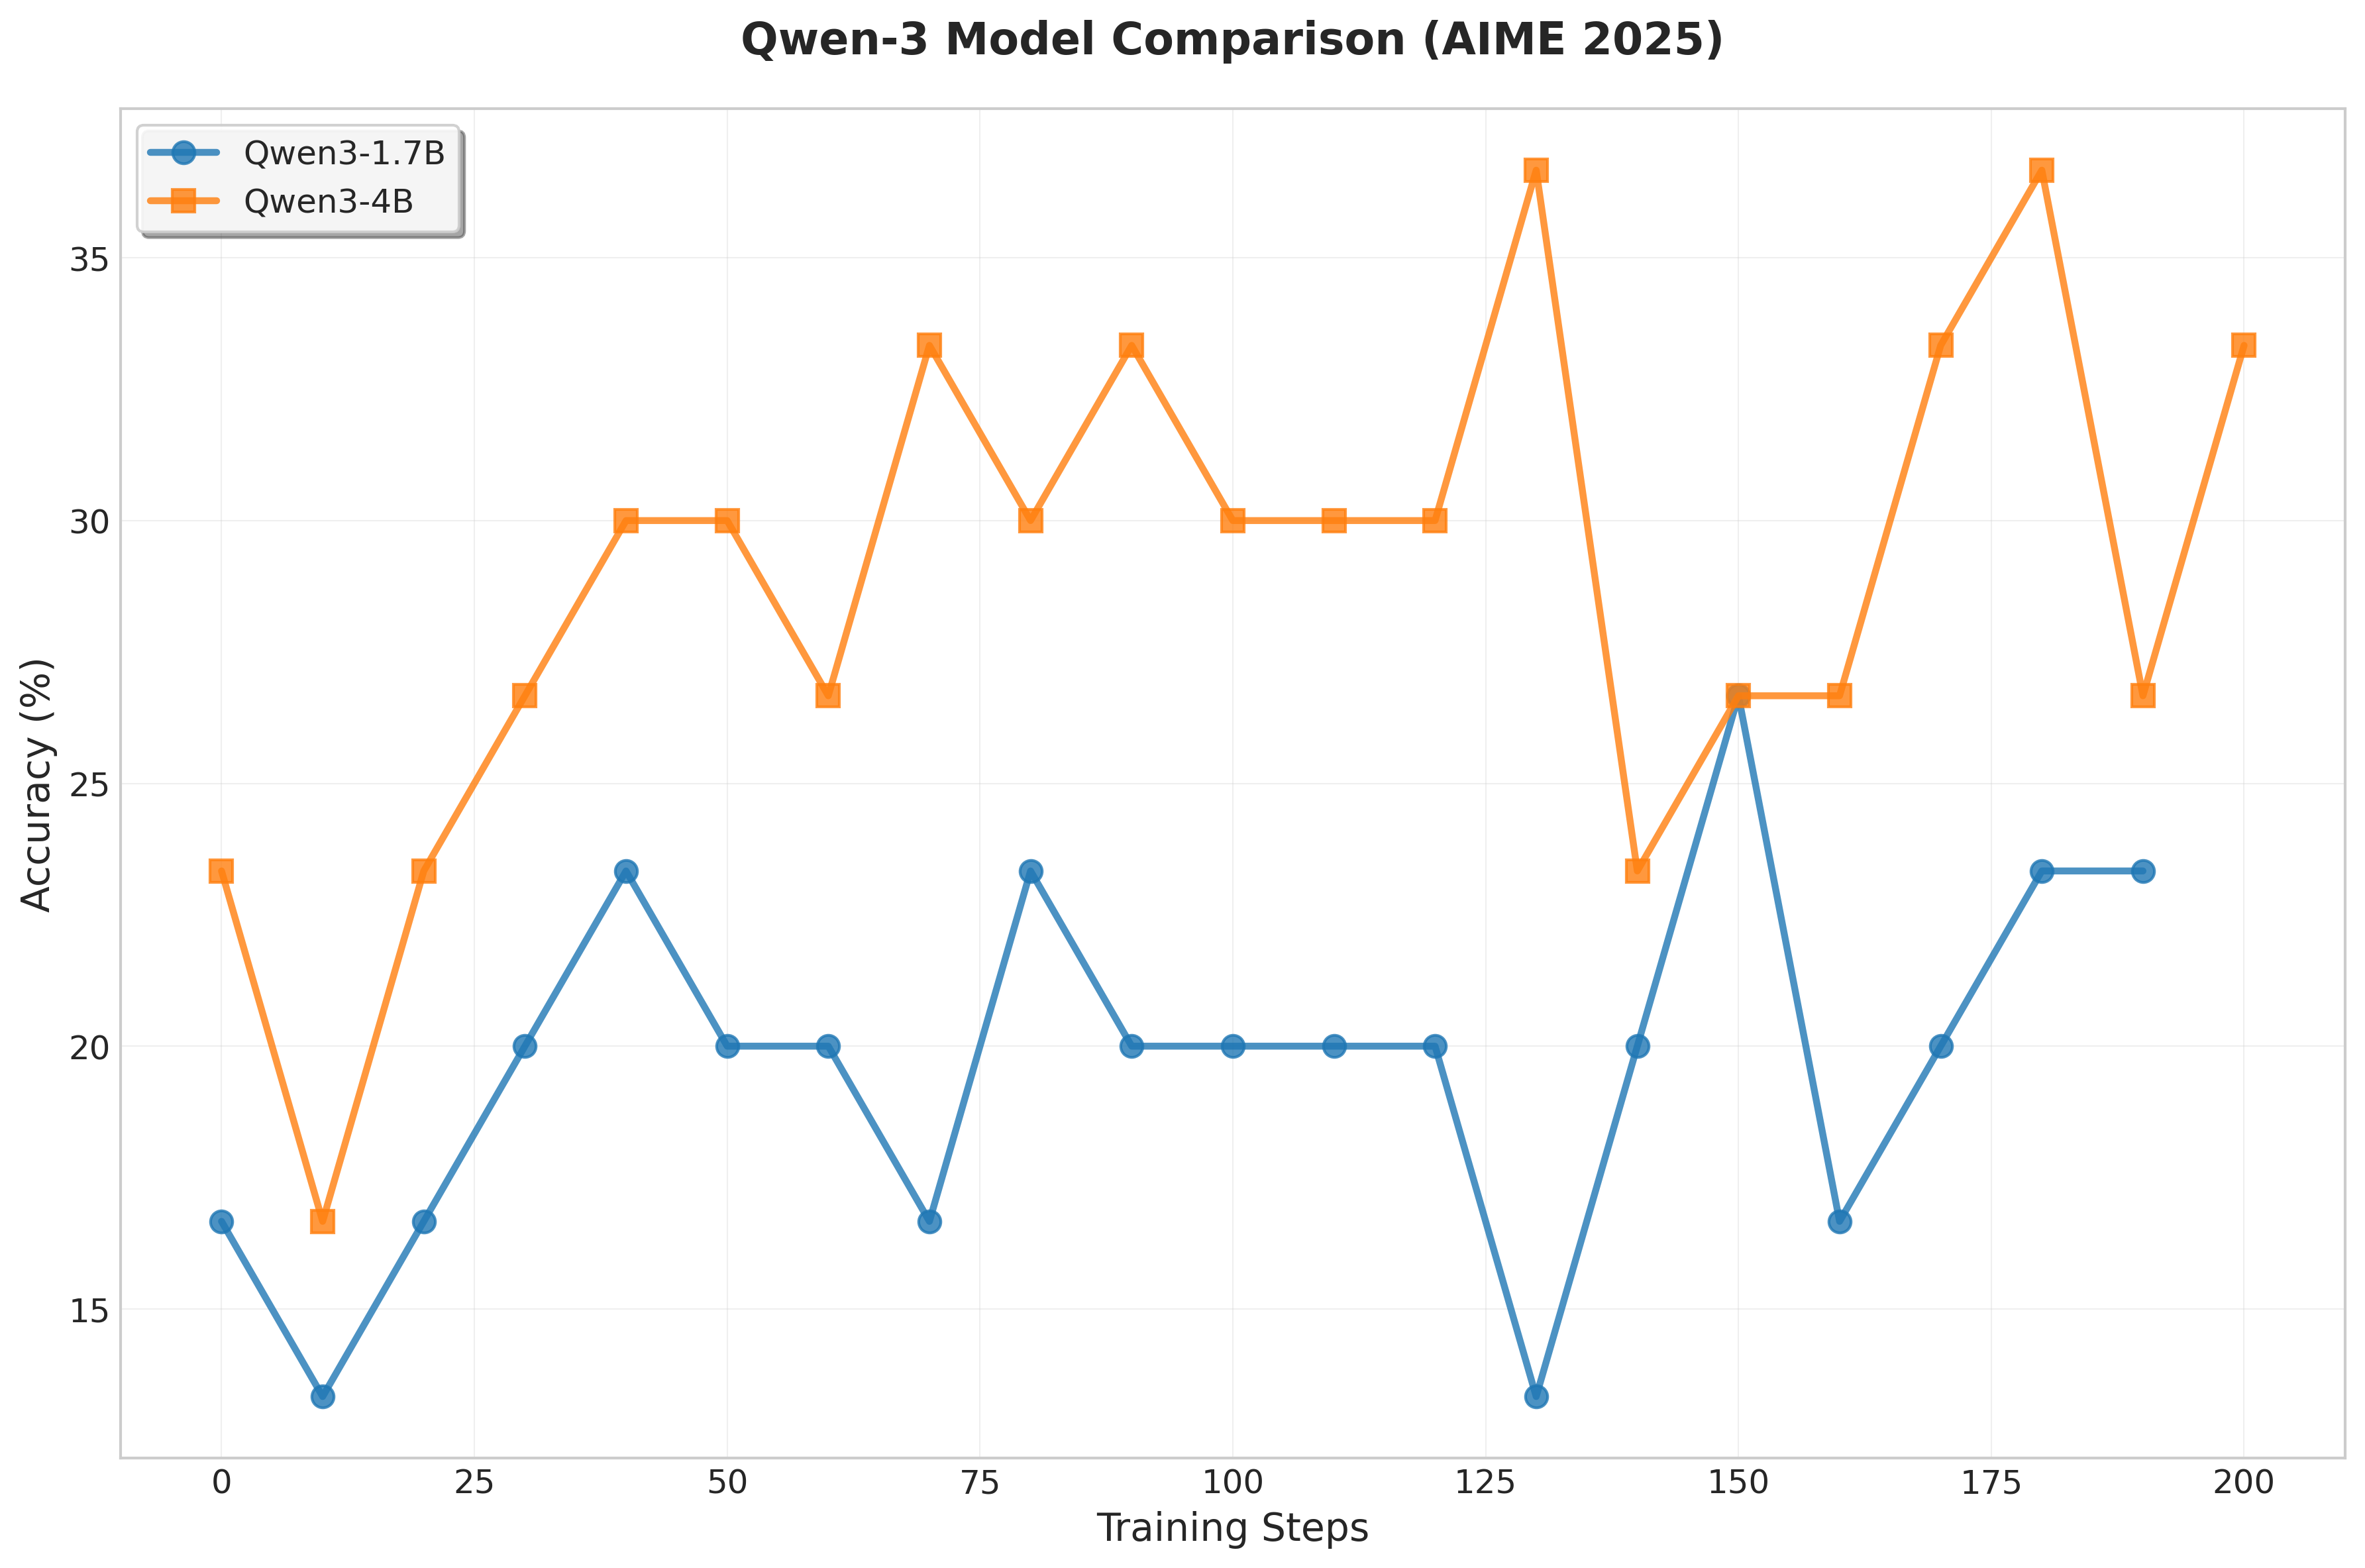 Qwen-3 Model Comparison (AIME 2025)
Qwen3-1.7B
Qwen3-4B
Accuracy (%)
35
30
25
20
15
0 25 50 75 100 125 150 175 200
Training Steps